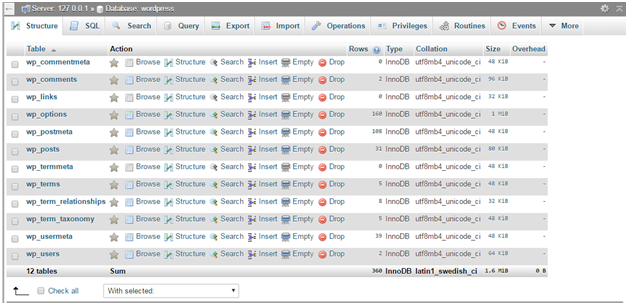 Server: 127.0.0.1 » Database: wordpress
Structure SQL Search Query Export Import Operations Privileges Routines Events More
Table Action Rows Type Collation Size Overhead
wp_commentmeta Browse Structure Search Insert Empty Drop 0 InnoDB utf8mb4_unicode_ci 48 KiB -
wp_comments Browse Structure Search Insert Empty Drop 2 InnoDB utf8mb4_unicode_ci 96 KiB -
wp_links Browse Structure Search Insert Empty Drop 0 InnoDB utf8mb4_unicode_ci 32 KiB -
wp_options Browse Structure Search Insert Empty Drop 160 InnoDB utf8mb4_unicode_ci 1 MiB -
wp_postmeta Browse Structure Search Insert Empty Drop 108 InnoDB utf8mb4_unicode_ci 48 KiB -
wp_posts Browse Structure Search Insert Empty Drop 31 InnoDB utf8mb4_unicode_ci 80 KiB -
wp_termmeta Browse Structure Search Insert Empty Drop 0 InnoDB utf8mb4_unicode_ci 48 KiB -
wp_terms Browse Structure Search Insert Empty Drop 5 InnoDB utf8mb4_unicode_ci 48 KiB -
wp_term_relationships Browse Structure Search Insert Empty Drop 8 InnoDB utf8mb4_unicode_ci 32 KiB -
wp_term_taxonomy Browse Structure Search Insert Empty Drop 5 InnoDB utf8mb4_unicode_ci 48 KiB -
wp_usermeta Browse Structure Search Insert Empty Drop 39 InnoDB utf8mb4_unicode_ci 48 KiB -
wp_users Browse Structure Search Insert Empty Drop 2 InnoDB utf8mb4_unicode_ci 64 KiB -
12 tables Sum 360 InnoDB latin1_swedish_ci 1.6 MiB 0 B
Check all With selected: